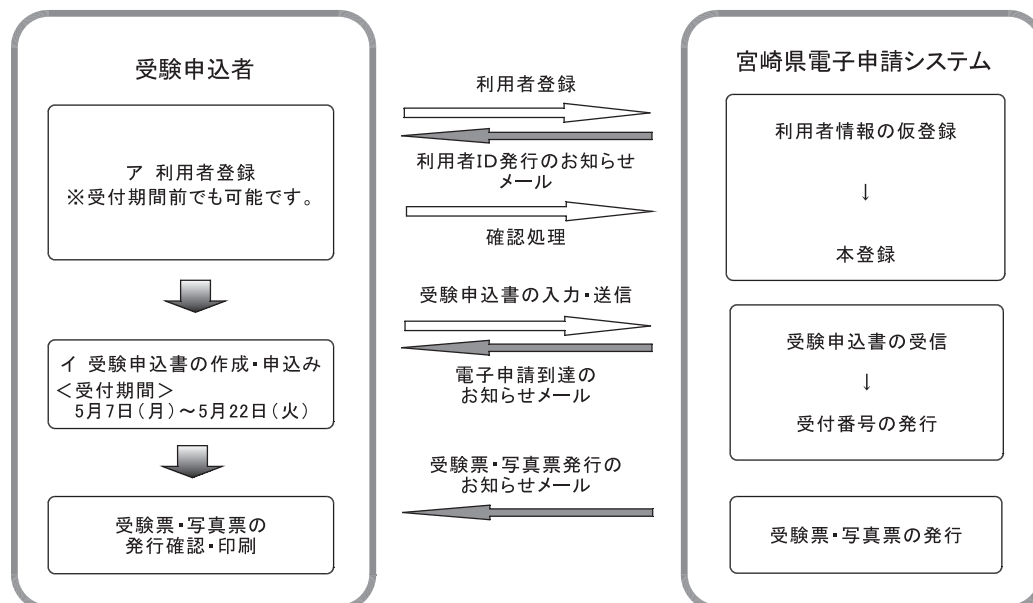 受験申込者
ア 利用者登録
※受付期間前でも可能です。
イ 受験申込書の作成・申込み
＜受付期間＞
5月7日(月)～5月22日(火)
受験票・写真票の
発行確認・印刷
利用者登録
利用者ID発行のお知らせ
メール
確認処理
受験申込書の入力・送信
電子申請到達の
お知らせメール
受験票・写真票発行の
お知らせメール
宮崎県電子申請システム
利用者情報の仮登録
↓
本登録
受験申込書の受信
↓
受付番号の発行
受験票・写真票の発行